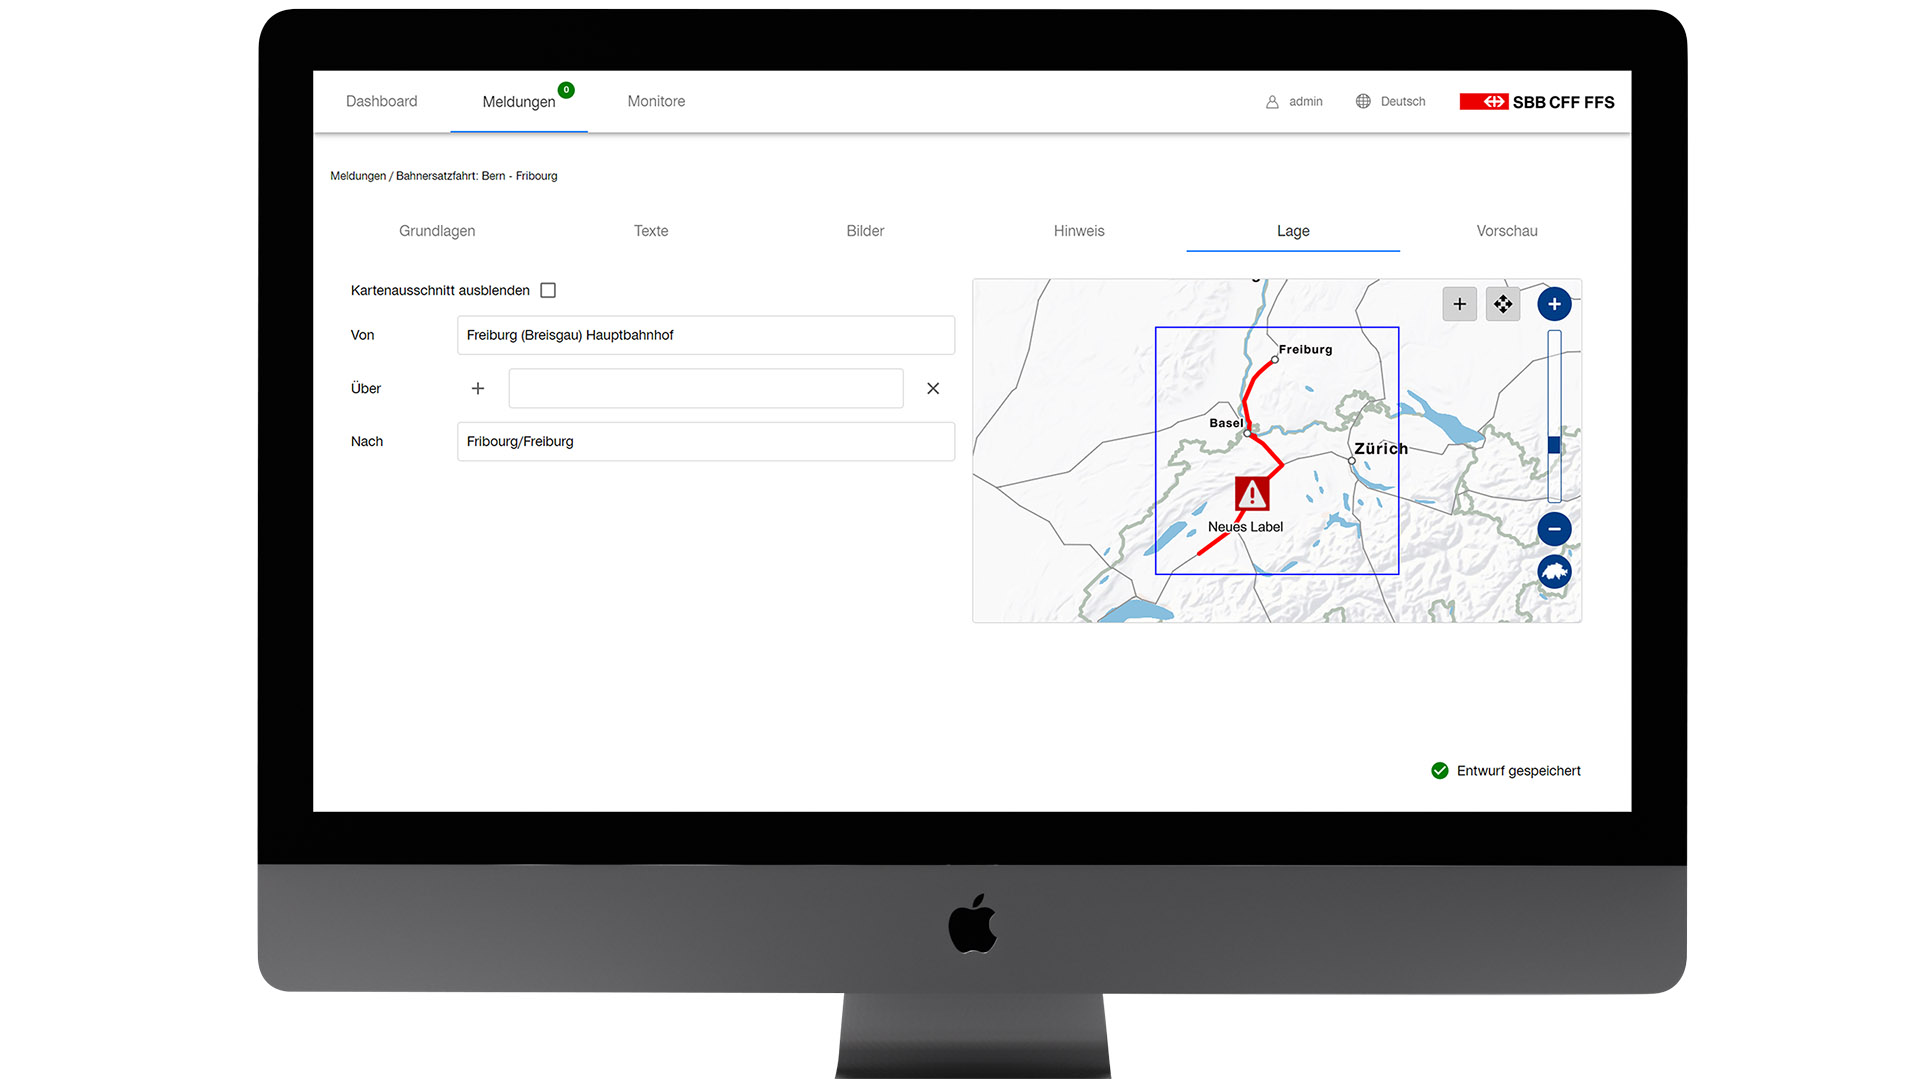 Dashboard
Meldungen
0
Monitore
admin
Deutsch
SBB CFF FFS
Meldungen / Bahnersatzfahrt: Bern - Fribourg
Grundlagen
Texte
Bilder
Hinweis
Lage
Vorschau
Kartenausschnitt ausblenden
Von
Freiburg (Breisgau) Hauptbahnhof
Über
Nach
Fribourg/Freiburg
Freiburg
Basel
Zürich
Neues Label
Entwurf gespeichert